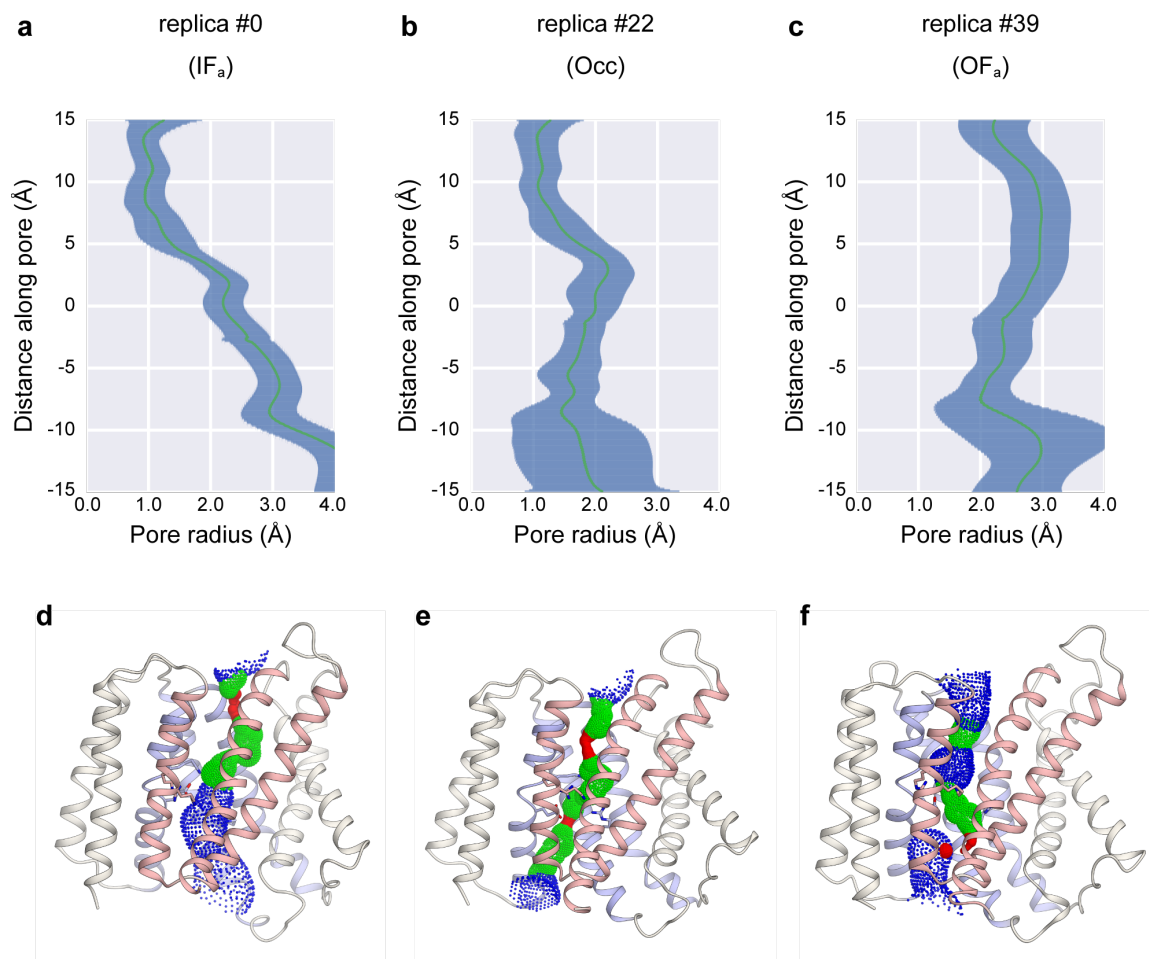 a replica #0 b replica #22 c replica #39
(IFₐ) (Occ) (OFₐ)
15 15 15
10 10 10
5 5 5
0 0 0
-5 -5 -5
-10 -10 -10
-15 -15 -15
Distance along pore (Å) Distance along pore (Å) Distance along pore (Å)
0.0 1.0 2.0 3.0 4.0 0.0 1.0 2.0 3.0 4.0 0.0 1.0 2.0 3.0 4.0
Pore radius (Å) Pore radius (Å) Pore radius (Å)
d e f